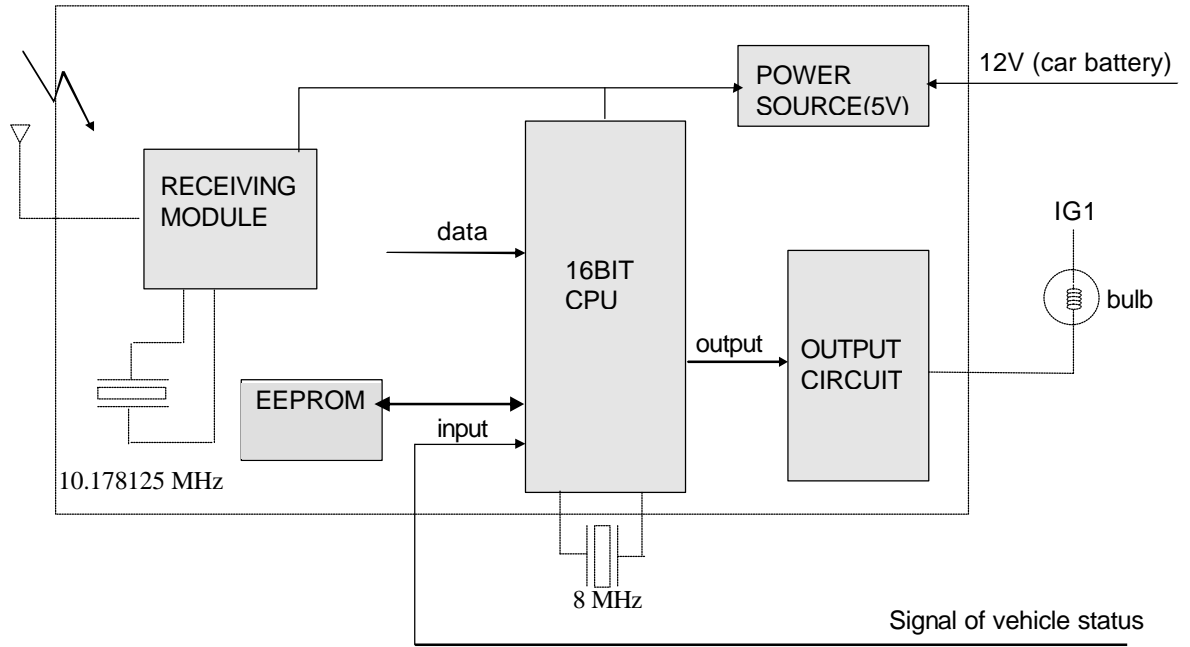 12V (car battery)
POWER
SOURCE(5V)
RECEIVING
MODULE
IG1
data
16BIT
CPU
bulb
output
OUTPUT
CIRCUIT
EEPROM
input
10.178125 MHz
8 MHz
Signal of vehicle status